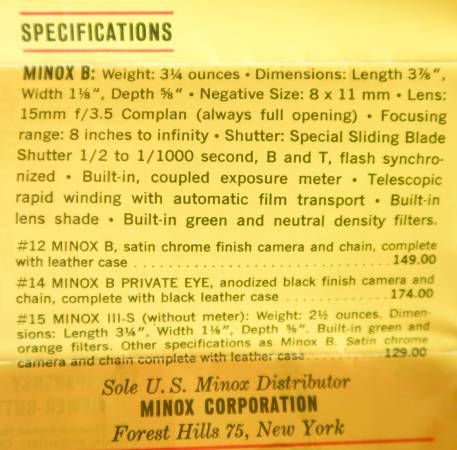 SPECIFICATIONS
MINOX B: Weight: 3¼ ounces • Dimensions: Length 3⅞",
Width 1⅛", Depth ⅝" • Negative Size: 8 x 11 mm • Lens:
15mm f/3.5 Complan (always full opening) • Focusing
range: 8 inches to infinity • Shutter: Special Sliding Blade
Shutter 1/2 to 1/1000 second, B and T, flash synchro-
nized • Built-in, coupled exposure meter • Telescopic
rapid winding with automatic film transport • Built-in
lens shade • Built-in green and neutral density filters.
#12 MINOX B, satin chrome finish camera and chain, complete
with leather case . . . . . . . . . . . . . . . . . . . . . . . . . . . . . 149.00
#14 MINOX B PRIVATE EYE, anodized black finish camera and
chain, complete with black leather case . . . . . . . . . . . . . 174.00
#15 MINOX III-S (without meter): Weight: 2½ ounces. Dimen-
sions: Length 3¼", Width 1⅛", Depth ⅝". Built-in green and
orange filters. Other specifications as Minox B. Satin chrome
camera and chain complete with leather case . . . . . . . . . . 129.00
Sole U. S. Minox Distributor
MINOX CORPORATION
Forest Hills 75, New York